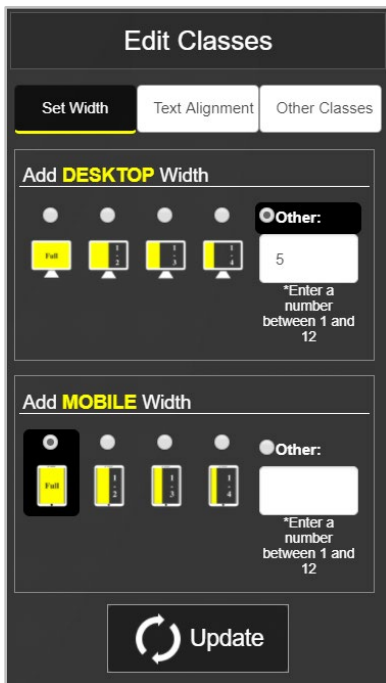 Edit Classes
Set Width Text Alignment Other Classes
Add DESKTOP Width
Other:
Full 1-2 1-3 1-4 5
*Enter a
number
between 1 and
12
Add MOBILE Width
Other:
Full 1-2 1-3 1-4
*Enter a
number
between 1 and
12
Update